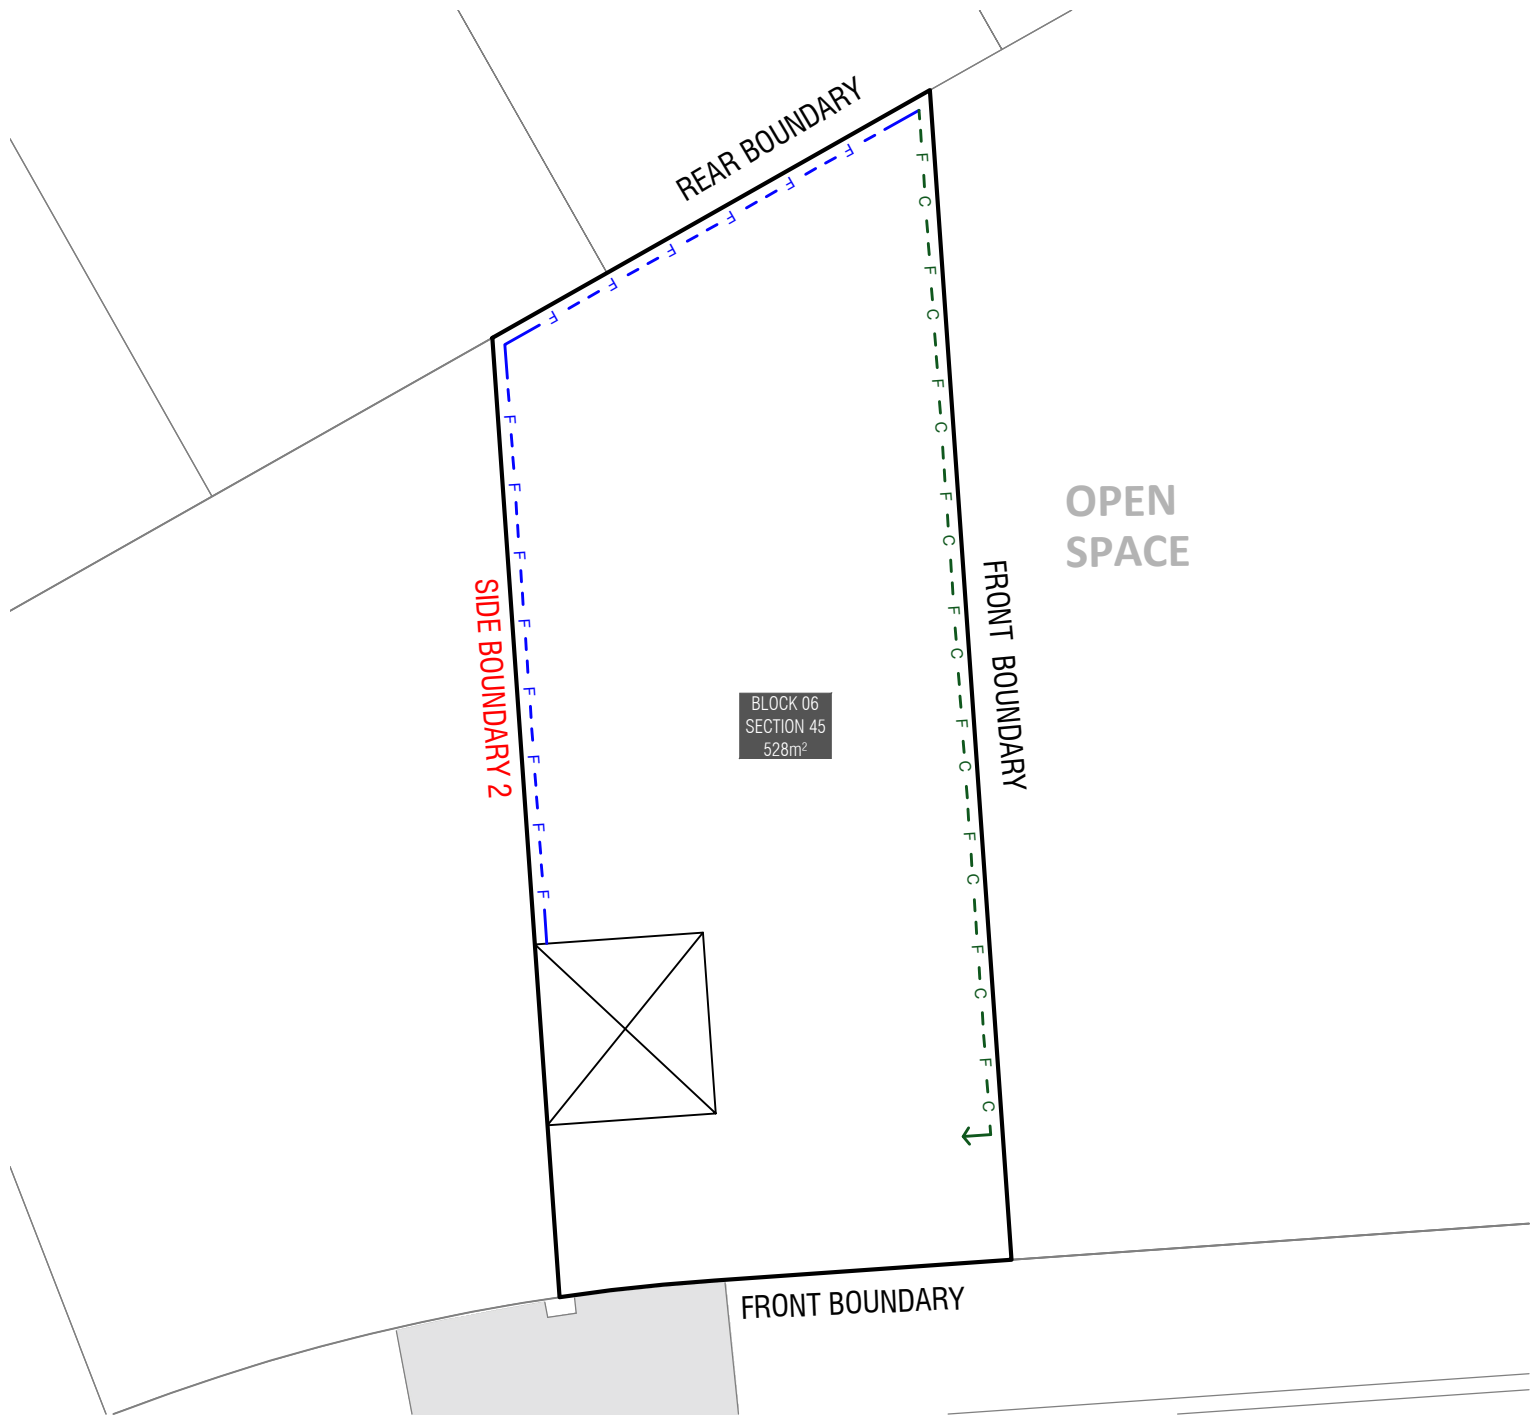 REAR BOUNDARY
F F F F F F
F C F C F C F C F C F C F C F C F C
F F F F F F F F
OPEN
SPACE
SIDE BOUNDARY 2
FRONT BOUNDARY
BLOCK 06
SECTION 45
528m²
FRONT BOUNDARY